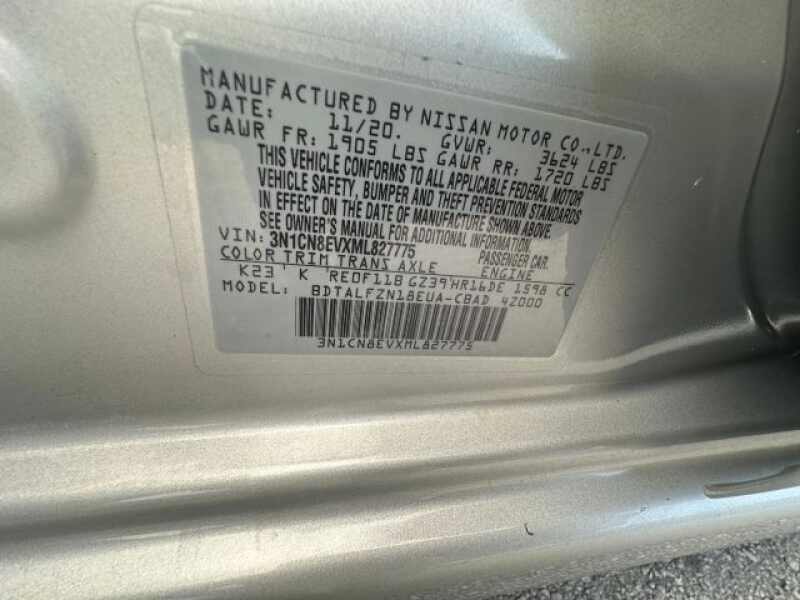 MANUFACTURED BY NISSAN MOTOR CO.,LTD.
DATE: 11/20. GVWR: 3624 LBS
GAWR FR: 1905 LBS GAWR RR: 1720 LBS
THIS VEHICLE CONFORMS TO ALL APPLICABLE FEDERAL MOTOR
VEHICLE SAFETY, BUMPER AND THEFT PREVENTION STANDARDS
IN EFFECT ON THE DATE OF MANUFACTURE SHOWN ABOVE.
SEE OWNER'S MANUAL FOR ADDITIONAL INFORMATION.
VIN: 3N1CN8EVXML827775 PASSENGER CAR.
COLOR TRIM TRANS AXLE ENGINE
K23 K RE0F11B GZ39 HR16DE 1598 CC
MODEL: BDTALFZN18EUA-CBAD 4Z000
3N1CN8EVXML827775